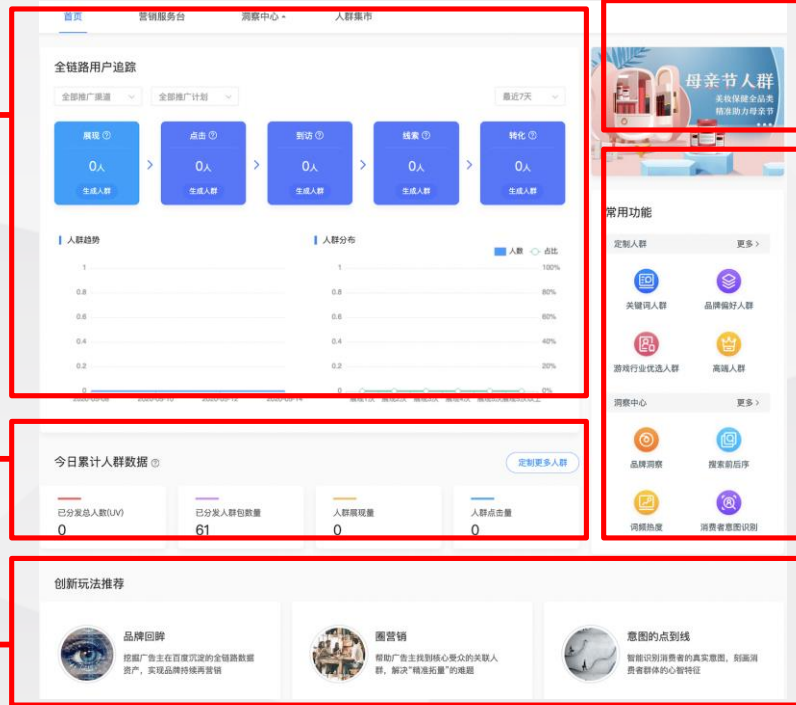 首页 营销服务台 洞察中心 人群集市
全链路用户追踪
全部推广渠道 全部推广计划 最近7天
展现 点击 到访 线索 转化
0人 0人 0人 0人 0人
生成人群 生成人群 生成人群 生成人群 生成人群
人群趋势
1
0.8
0.6
0.4
0.2
0
2020-05-08 2020-05-10 2020-05-12 2020-05-14
人群分布
人数 占比
1 100%
0.8 80%
0.6 60%
0.4 40%
0.2 20%
0 0%
今日累计人群数据
定制更多人群
已分发总人数(UV) 已分发人群包数量 人群展现量 人群点击量
0 61 0 0
母亲节人群
美妆保健全品类
精准助力母亲节
常用功能
定制人群 更多 >
关键词人群 品牌偏好人群
游戏行业优选人群 高端人群
洞察中心 更多 >
品牌洞察 搜索前后序
词频热度 消费者意图识别
创新玩法推荐
品牌回眸
挖掘广告主在百度沉淀的全链路数据
资产，实现品牌持续再营销
圈营销
帮助广告主找到核心受众的关联人
群，解决"精准拓量"的难题
意图的点到线
智能识别消费者的真实意图，刻画消
费者群体的心智特征